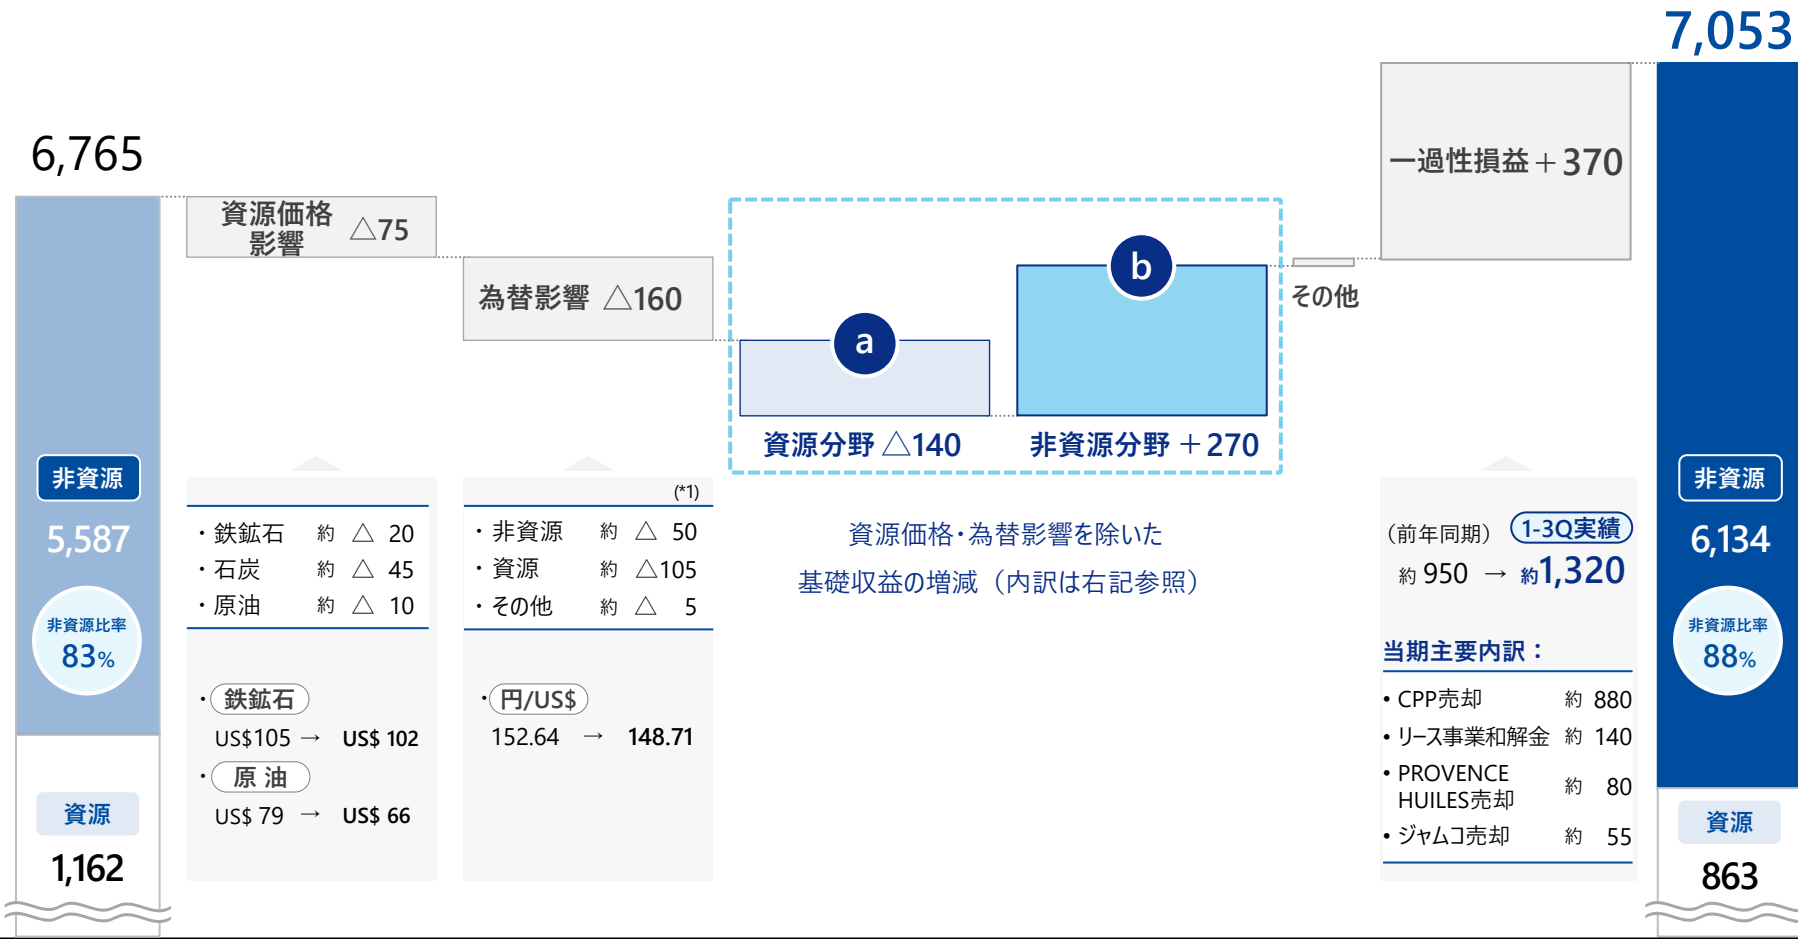 6,765
非資源
5,587
非資源比率
83%
資源
1,162
資源価格
影響 △75
・鉄鉱石 約 △ 20
・石炭 約 △ 45
・原油 約 △ 10
・鉄鉱石
US$105 → US$ 102
・原 油
US$ 79 → US$ 66
為替影響 △160
(*1)
・非資源 約 △ 50
・資源 約 △105
・その他 約 △ 5
・円/US$
152.64 → 148.71
a
資源分野 △140
b
非資源分野 ＋270
資源価格・為替影響を除いた
基礎収益の増減（内訳は右記参照）
その他
一過性損益＋370
（前年同期） 1-3Q実績
約 950 → 約1,320
当期主要内訳：
• CPP売却 約 880
• リース事業和解金 約 140
• PROVENCE
HUILES売却 約 80
• ジャムコ売却 約 55
7,053
非資源
6,134
非資源比率
88%
資源
863